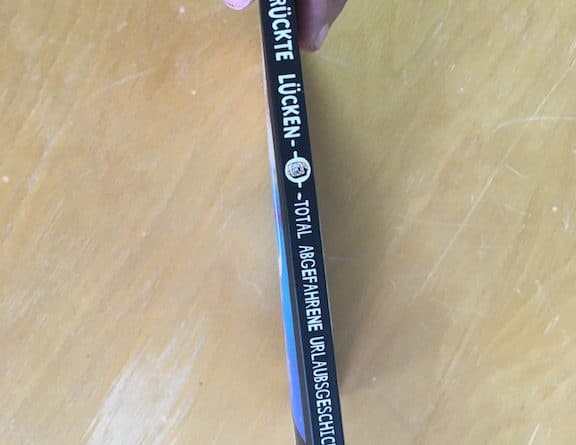 RÜCKTE LÜCKEN--TOTAL ABGEFAHRENE URLAUBSGESCHIC